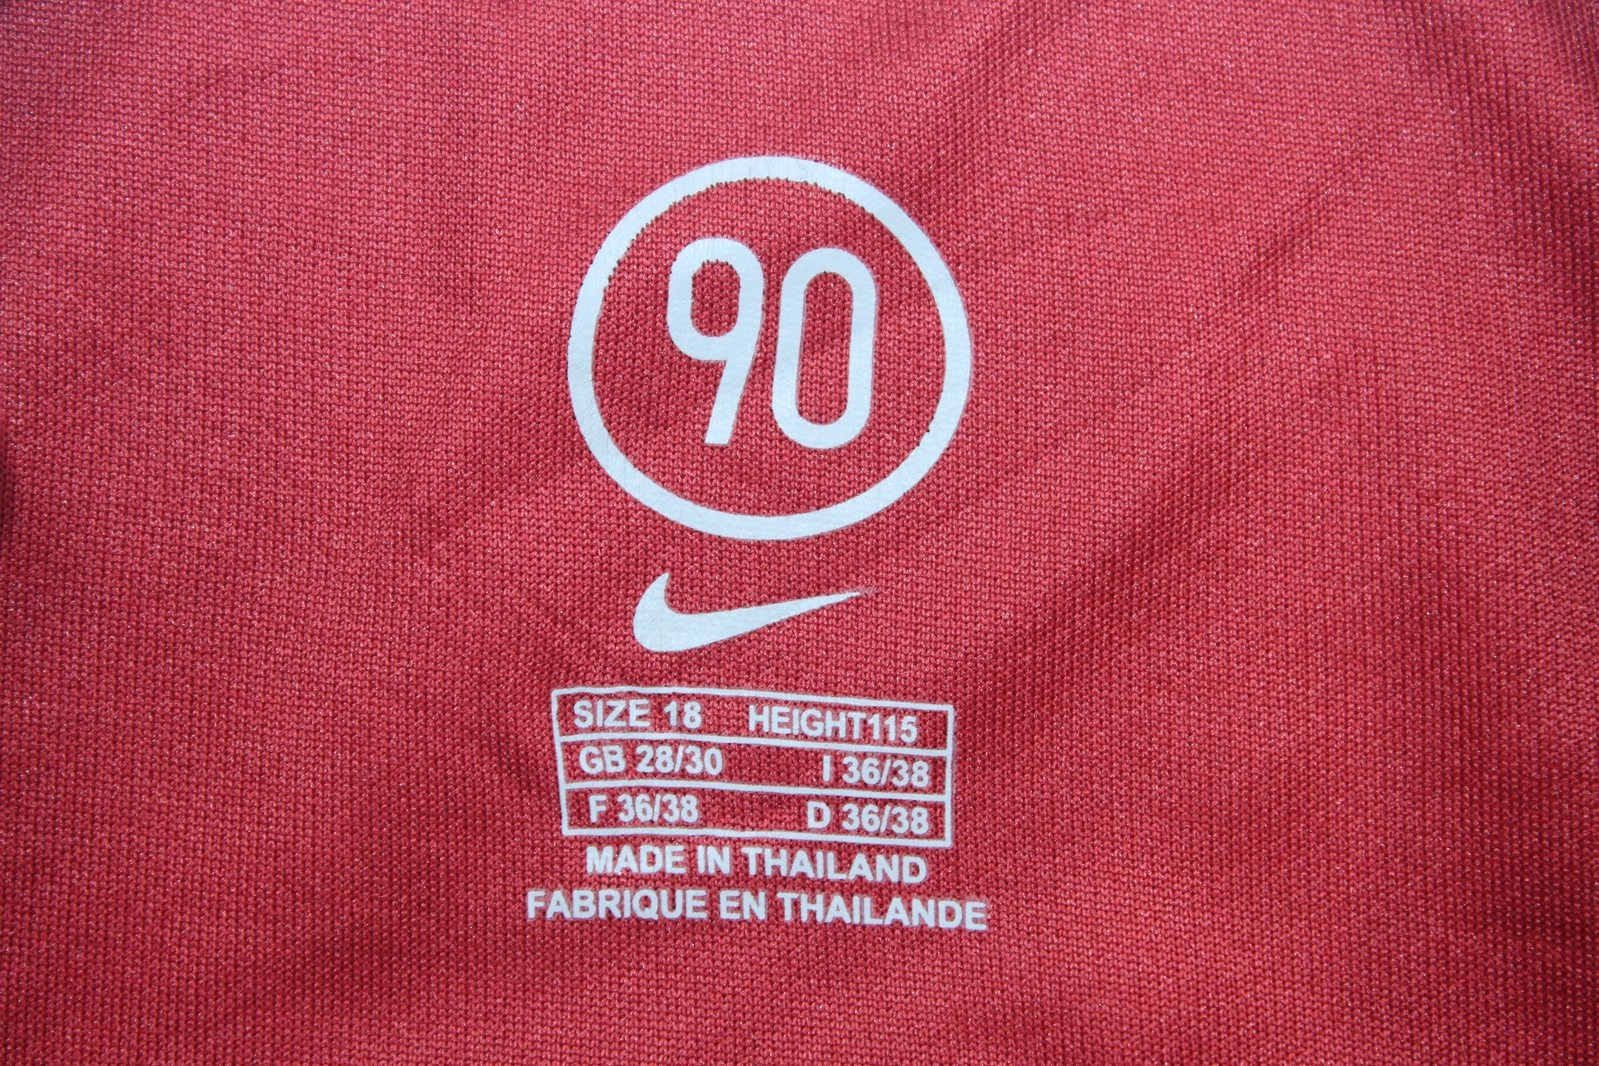 90
SIZE 18 HEIGHT115
GB 28/30 I 36/38
F 36/38 D 36/38
MADE IN THAILAND
FABRIQUE EN THAILANDE